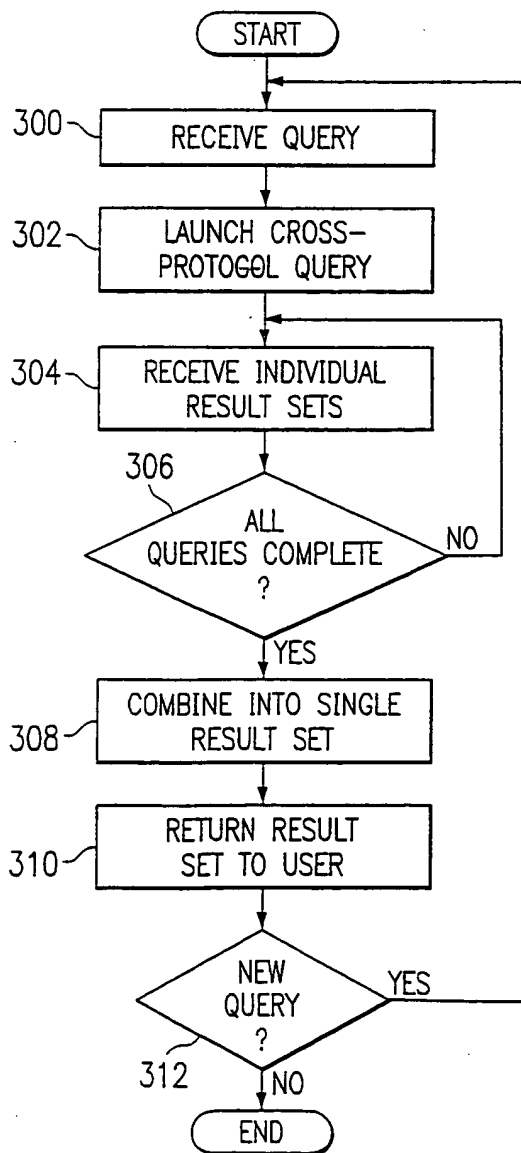 START
300
RECEIVE QUERY
302
LAUNCH CROSS-
PROTOGOL QUERY
304
RECEIVE INDIVIDUAL
RESULT SETS
306
ALL
QUERIES COMPLETE
?
NO
YES
308
COMBINE INTO SINGLE
RESULT SET
310
RETURN RESULT
SET TO USER
NEW
QUERY
?
YES
312
NO
END